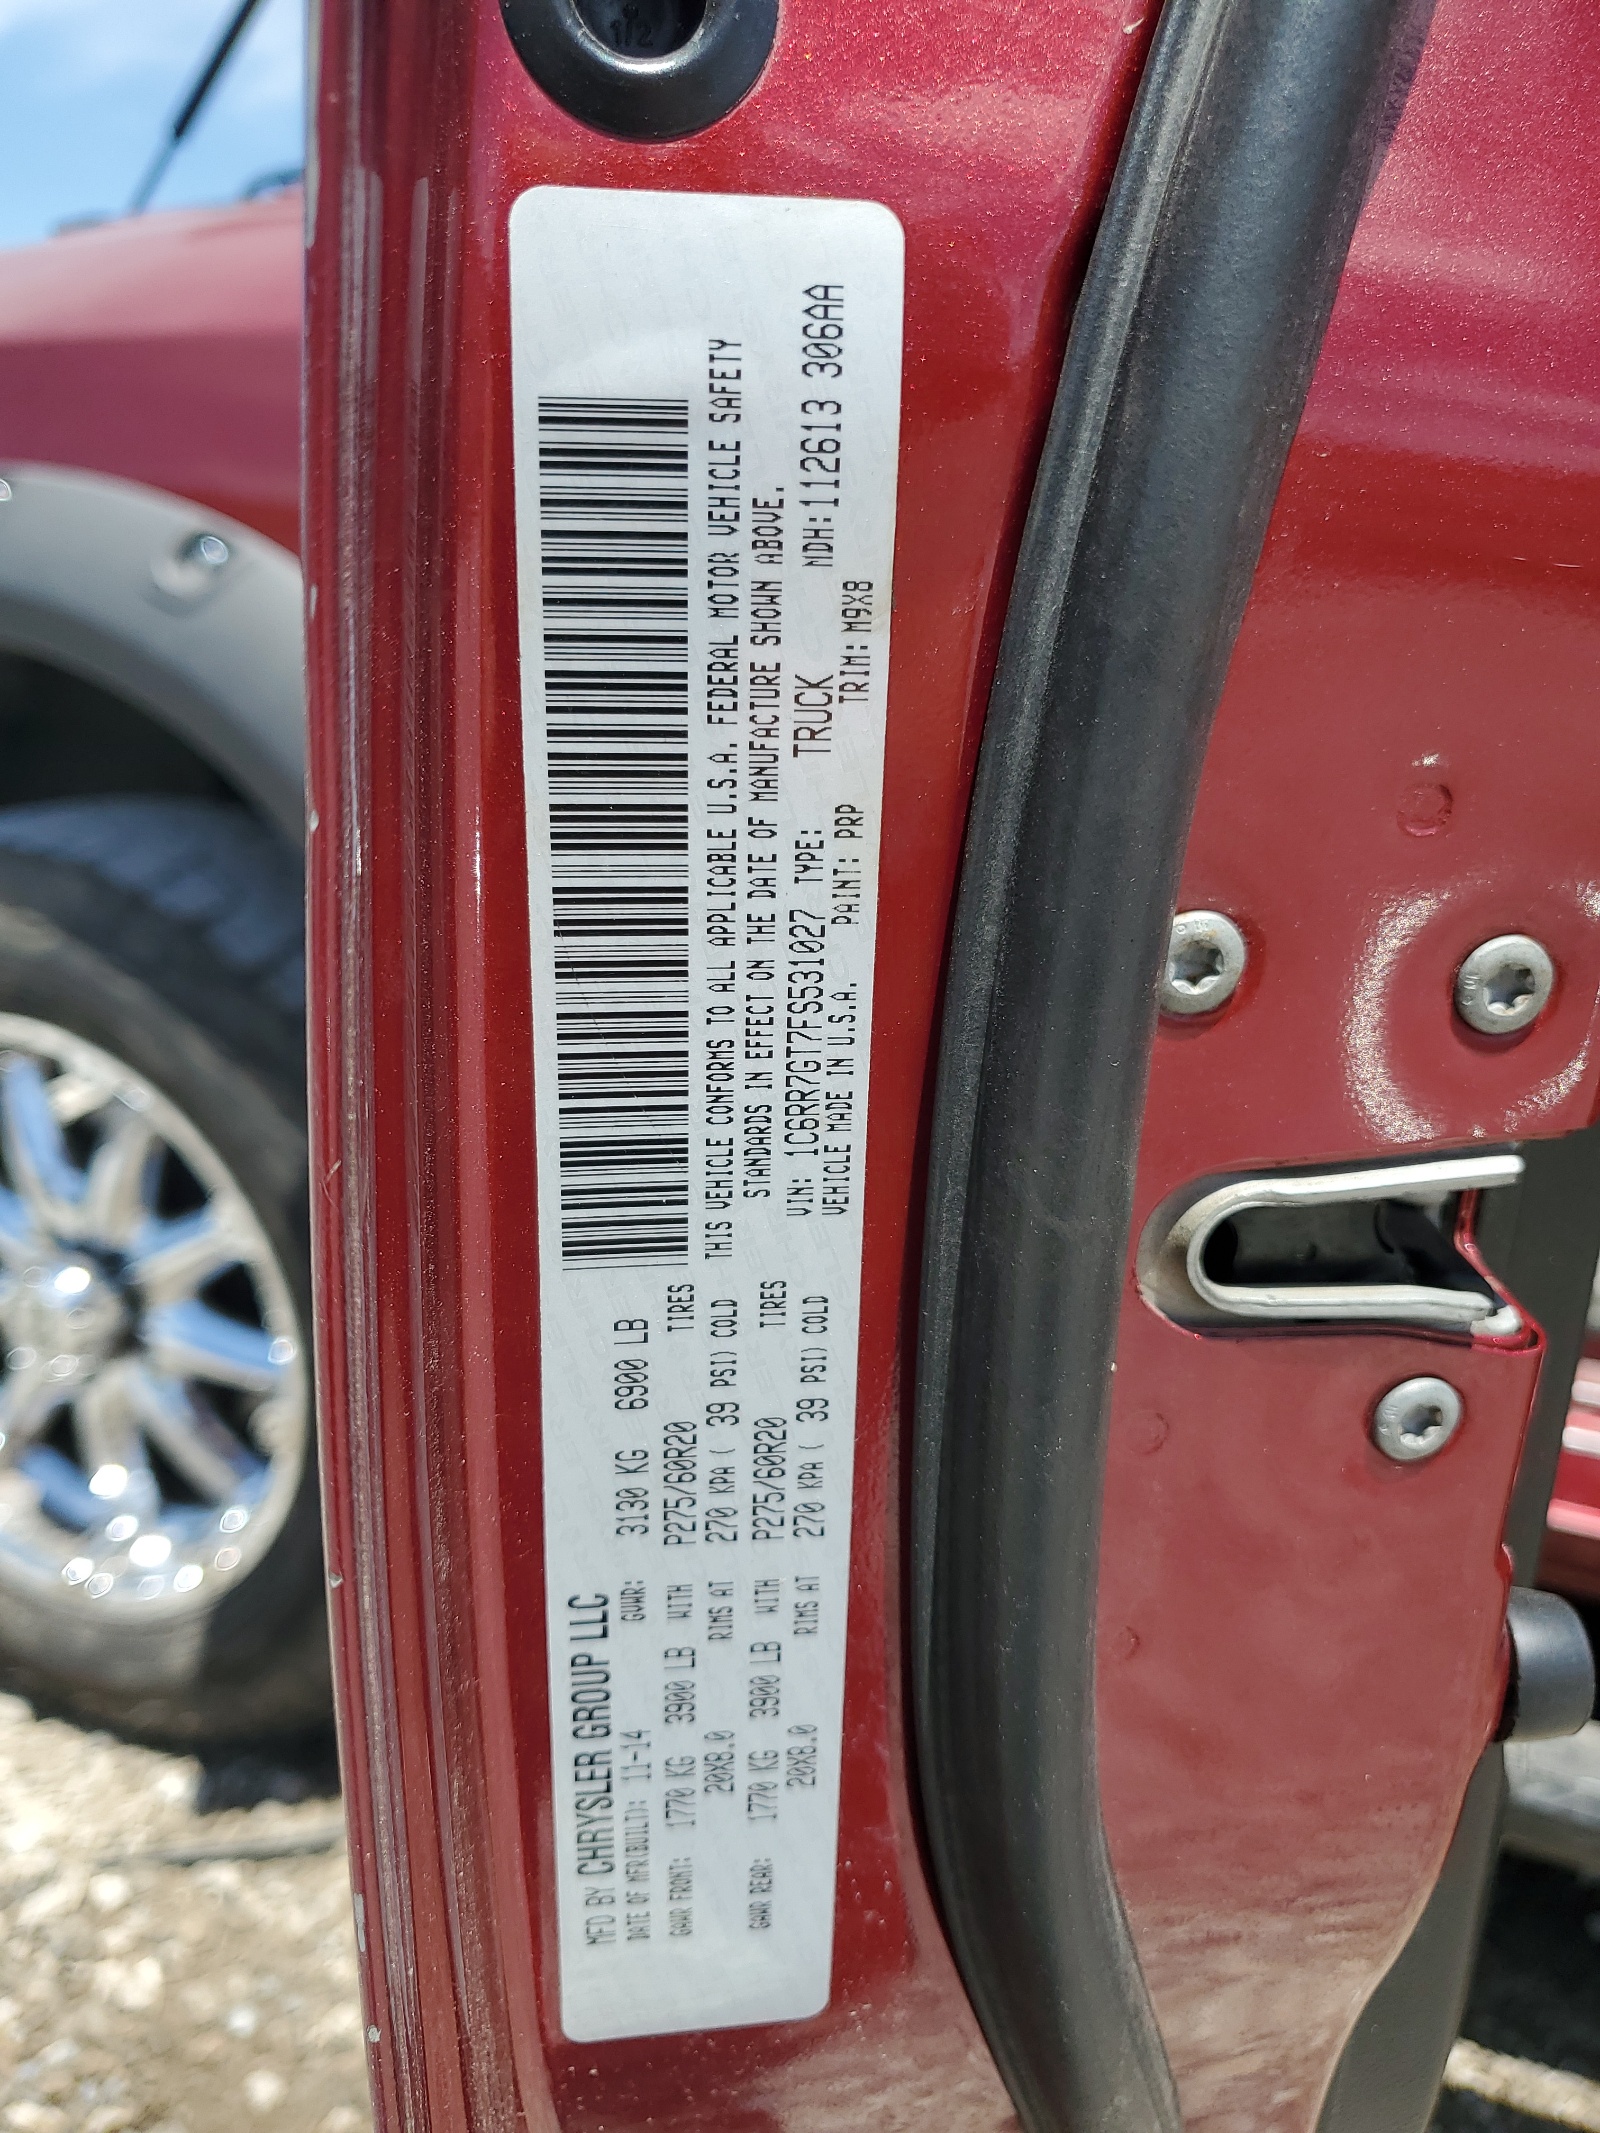 MFD BY CHRYSLER GROUP LLC
DATE OF MFR(BUILT): 11-14 GVWR: 3130 KG 6900 LB
GAWR FRONT: 1770 KG 3900 LB WITH P275/60R20 TIRES
20X8.0 RIMS AT 270 KPA ( 39 PSI) COLD
GAWR REAR: 1770 KG 3900 LB WITH P275/60R20 TIRES
20X8.0 RIMS AT 270 KPA ( 39 PSI) COLD
THIS VEHICLE CONFORMS TO ALL APPLICABLE U.S.A. FEDERAL MOTOR VEHICLE SAFETY
STANDARDS IN EFFECT ON THE DATE OF MANUFACTURE SHOWN ABOVE.
VIN: 1C6RR7GT7FS531027 TYPE: TRUCK MDH:112613 306AA
VEHICLE MADE IN U.S.A. PAINT: PRP TRIM: M9X8
1/2